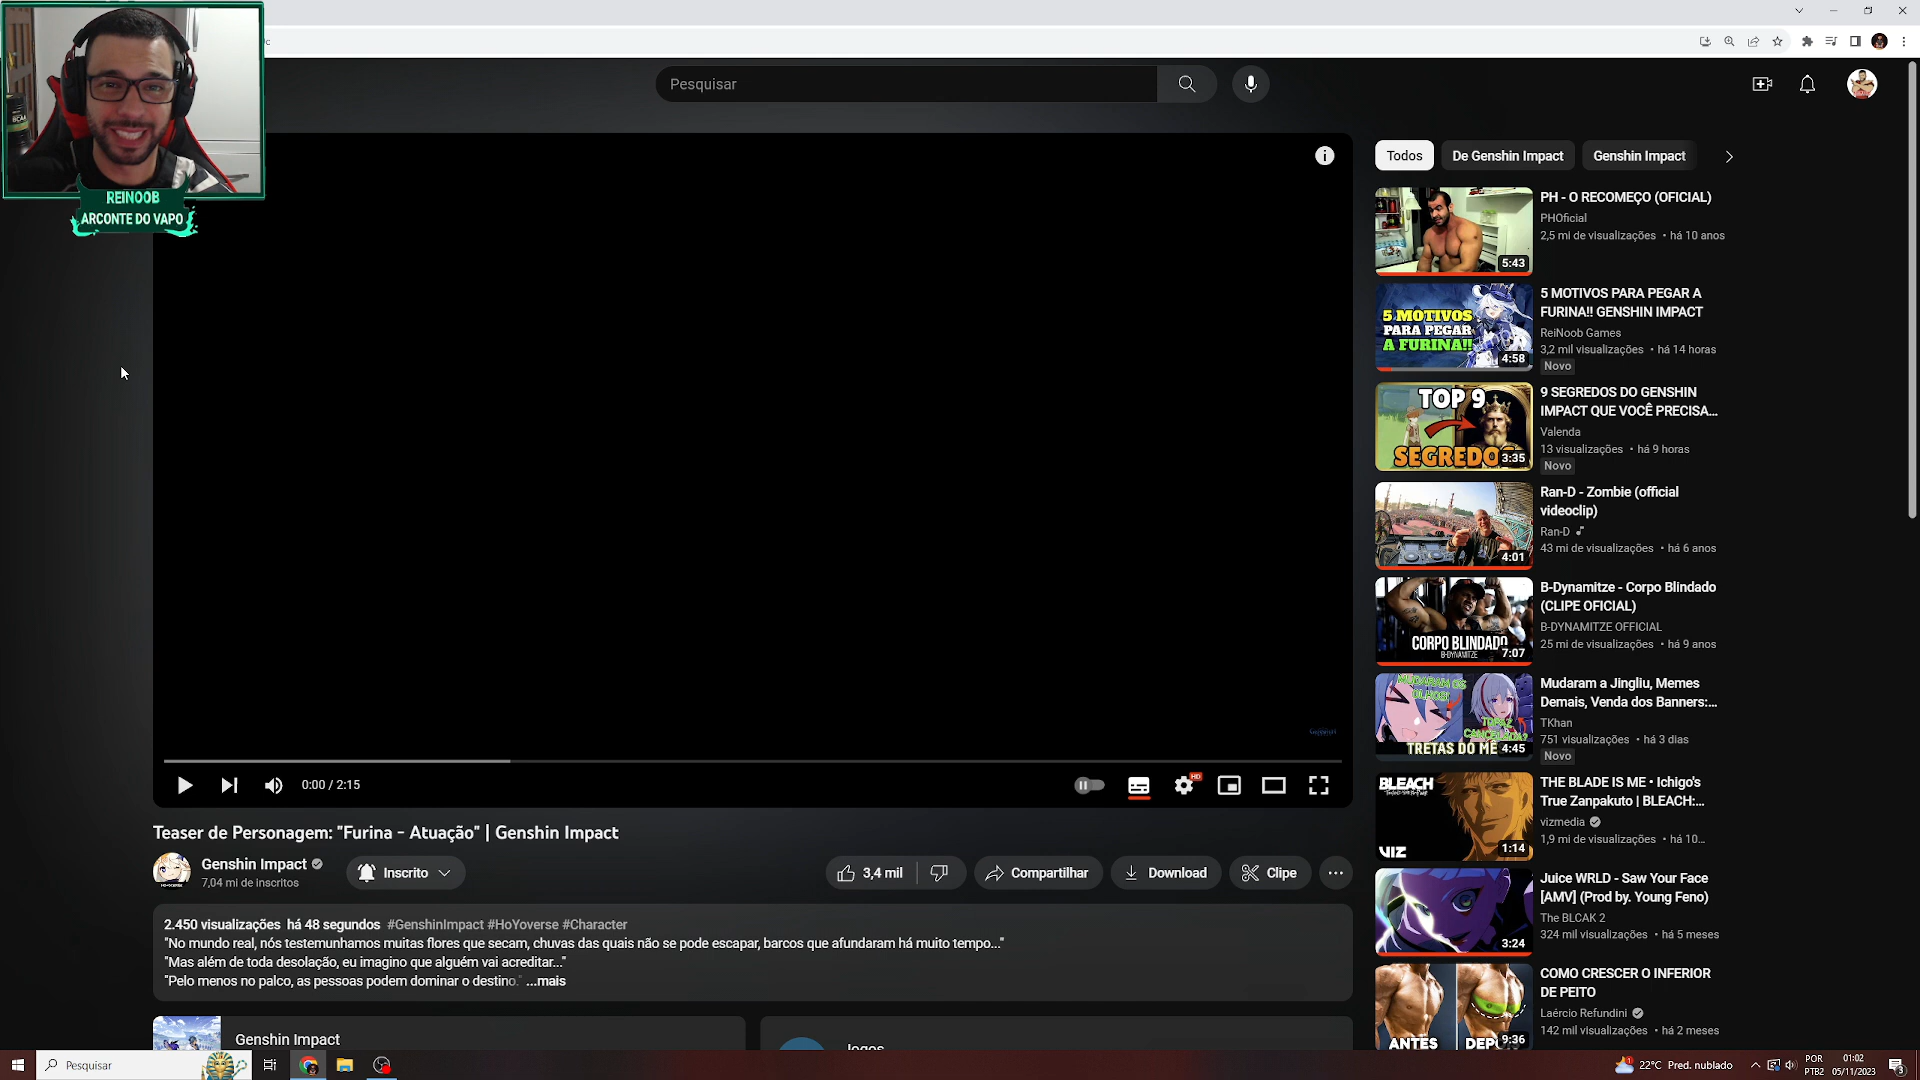 REINOOB
ARCONTE DO VAPO
Pesquisar
Todos
De Genshin Impact
Genshin Impact
PH - O RECOMEÇO (OFICIAL)
PHOficial
2,5 mi de visualizações • há 10 anos
5:43
5 MOTIVOS
PARA PEGAR
A FURINA!!
4:58
5 MOTIVOS PARA PEGAR A
FURINA!! GENSHIN IMPACT
ReiNoob Games
3,2 mil visualizações • há 14 horas
Novo
TOP 9
SEGREDOS
3:35
9 SEGREDOS DO GENSHIN
IMPACT QUE VOCÊ PRECISA...
Valenda
13 visualizações • há 9 horas
Novo
4:01
Ran-D - Zombie (official
videoclip)
Ran-D
43 mi de visualizações • há 6 anos
CORPO BLINDADO
B-DYNAMITZE
7:07
B-Dynamitze - Corpo Blindado
(CLIPE OFICIAL)
B-DYNAMITZE OFFICIAL
25 mi de visualizações • há 9 anos
MUDARAM OS
OLHOS!
TOPAZ
CANCELADA?
TRETAS DO MÊ
4:45
Mudaram a Jingliu, Memes
Demais, Venda dos Banners:...
TKhan
751 visualizações • há 3 dias
Novo
BLEACH
VIZ
1:14
THE BLADE IS ME • Ichigo's
True Zanpakuto | BLEACH:...
vizmedia
1,9 mi de visualizações • há 10...
3:24
Juice WRLD - Saw Your Face
[AMV] (Prod by. Young Feno)
The BLCAK 2
324 mil visualizações • há 5 meses
ANTES
DEPO
9:36
COMO CRESCER O INFERIOR
DE PEITO
Laércio Refundini
142 mil visualizações • há 2 meses
0:00 / 2:15
HD
Teaser de Personagem: "Furina - Atuação" | Genshin Impact
Genshin Impact
7,04 mi de inscritos
Inscrito
3,4 mil
Compartilhar
Download
Clipe
2.450 visualizações há 48 segundos #GenshinImpact #HoYoverse #Character
"No mundo real, nós testemunhamos muitas flores que secam, chuvas das quais não se pode escapar, barcos que afundaram há muito tempo..."
"Mas além de toda desolação, eu imagino que alguém vai acreditar..."
"Pelo menos no palco, as pessoas podem dominar o destino." ...mais
Genshin Impact
Jogos
Pesquisar
1
22°C Pred. nublado
POR
PTB2
01:02
05/11/2023
3